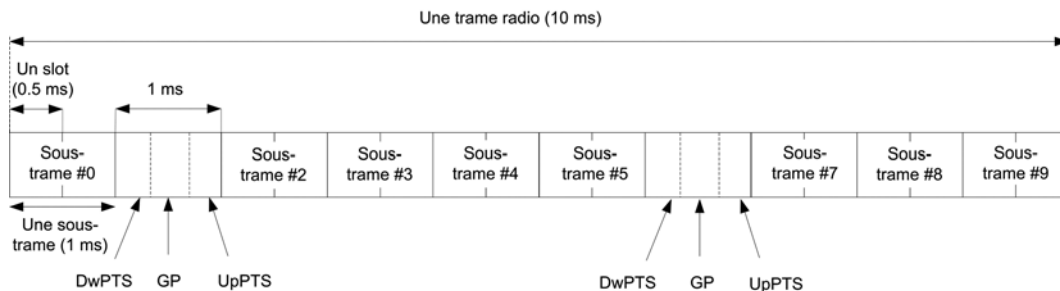 Une trame radio (10 ms)
Un slot
(0.5 ms)
1 ms
Sous-
trame #0
Sous-
trame #2
Sous-
trame #3
Sous-
trame #4
Sous-
trame #5
Sous-
trame #7
Sous-
trame #8
Sous-
trame #9
Une sous-
trame (1 ms)
DwPTS
GP
UpPTS
DwPTS
GP
UpPTS